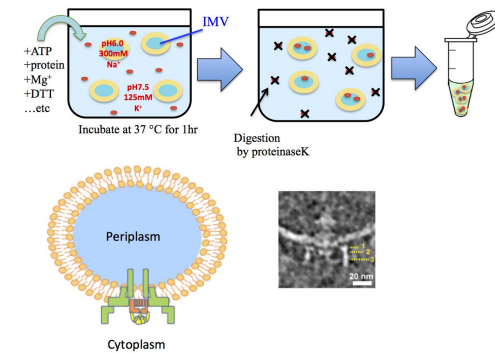 IMV
+ATP
+protein
+Mg⁺
+DTT
...etc
pH6.0
300mM
Na⁺
pH7.5
125mM
K⁺
Incubate at 37 °C for 1hr
Digestion
by proteinaseK
Periplasm
Cytoplasm
1
2
3
20 nm